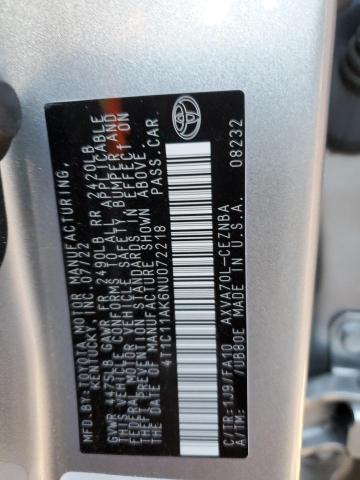 MFD.BY: TOYOTA MOTOR MANUFACTURING,
KENTUCKY, INC. 07/22
GVWR 4475LB GAWR FR 2490LB RR 2420LB
THIS VEHICLE CONFORMS TO ALL APPLICABLE
FEDERAL MOTOR VEHICLE SAFETY, BUMPER, AND
THEFT PREVENTION STANDARDS IN EFFECT ON
THE DATE OF MANUFACTURE SHOWN ABOVE.
4T1C11AK6NU072218 PASS. CAR
C/TR: 1J9/FA10 AXVA70L-CEZNBA
A/TM: /UB80E MADE IN U.S.A. 08232
TOYOTA